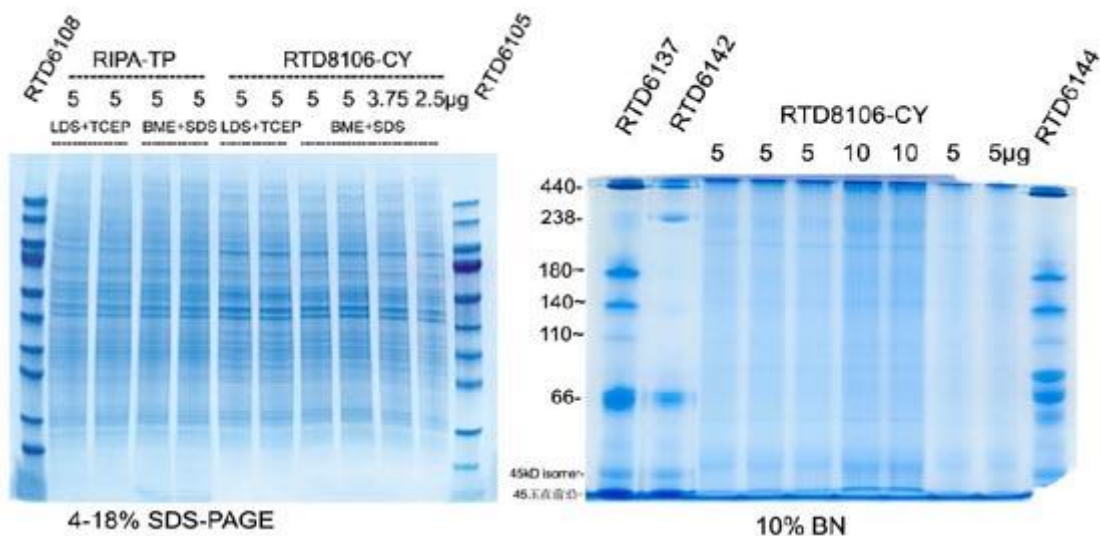 RTD6108
RIPA-TP
RTD8106-CY
RTD6105
5 5 5 5 5 5 5 5 3.75 2.5µg
LDS+TCEP BME+SDS LDS+TCEP BME+SDS
4-18% SDS-PAGE
RTD6137
RTD6142
RTD8106-CY
RTD6144
5 5 5 10 10 5 5µg
440-
238-
180~
140~
110~
66-
45kD isomer-
10% BN